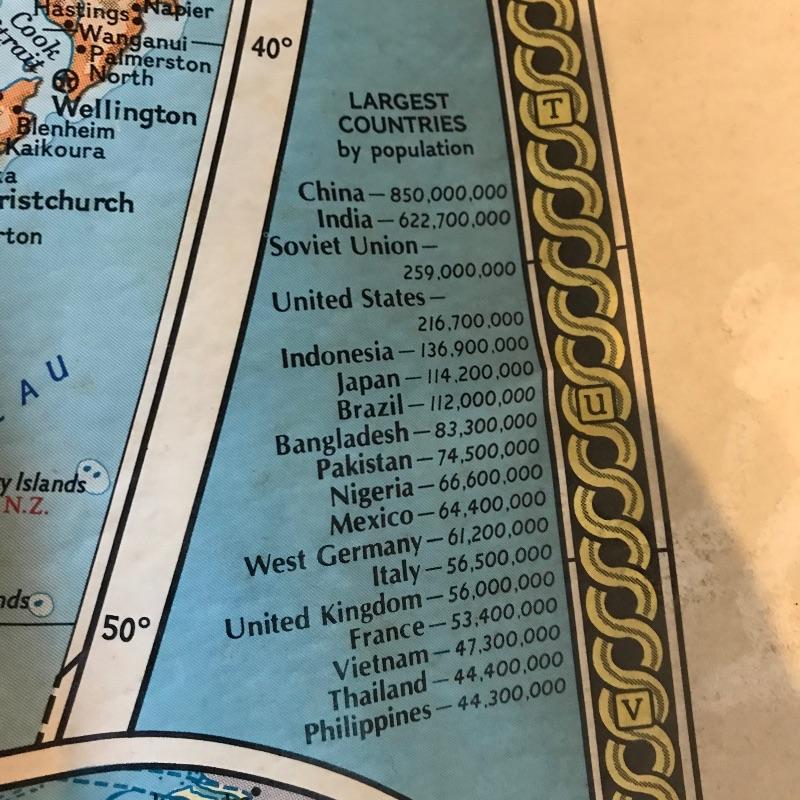 Hastings
Napier
Cook
Strait
Wanganui
Palmerston
North
Wellington
Blenheim
Kaikoura
ristchurch
rton
AU
y Islands
N.Z.
nds
40°
50°
LARGEST
COUNTRIES
by population
China — 850,000,000
India — 622,700,000
Soviet Union —
259,000,000
United States —
216,700,000
Indonesia — 136,900,000
Japan — 114,200,000
Brazil — 112,000,000
Bangladesh — 83,300,000
Pakistan — 74,500,000
Nigeria — 66,600,000
Mexico — 64,400,000
West Germany — 61,200,000
Italy — 56,500,000
United Kingdom — 56,000,000
France — 53,400,000
Vietnam — 47,300,000
Thailand — 44,400,000
Philippines — 44,300,000
T
U
V